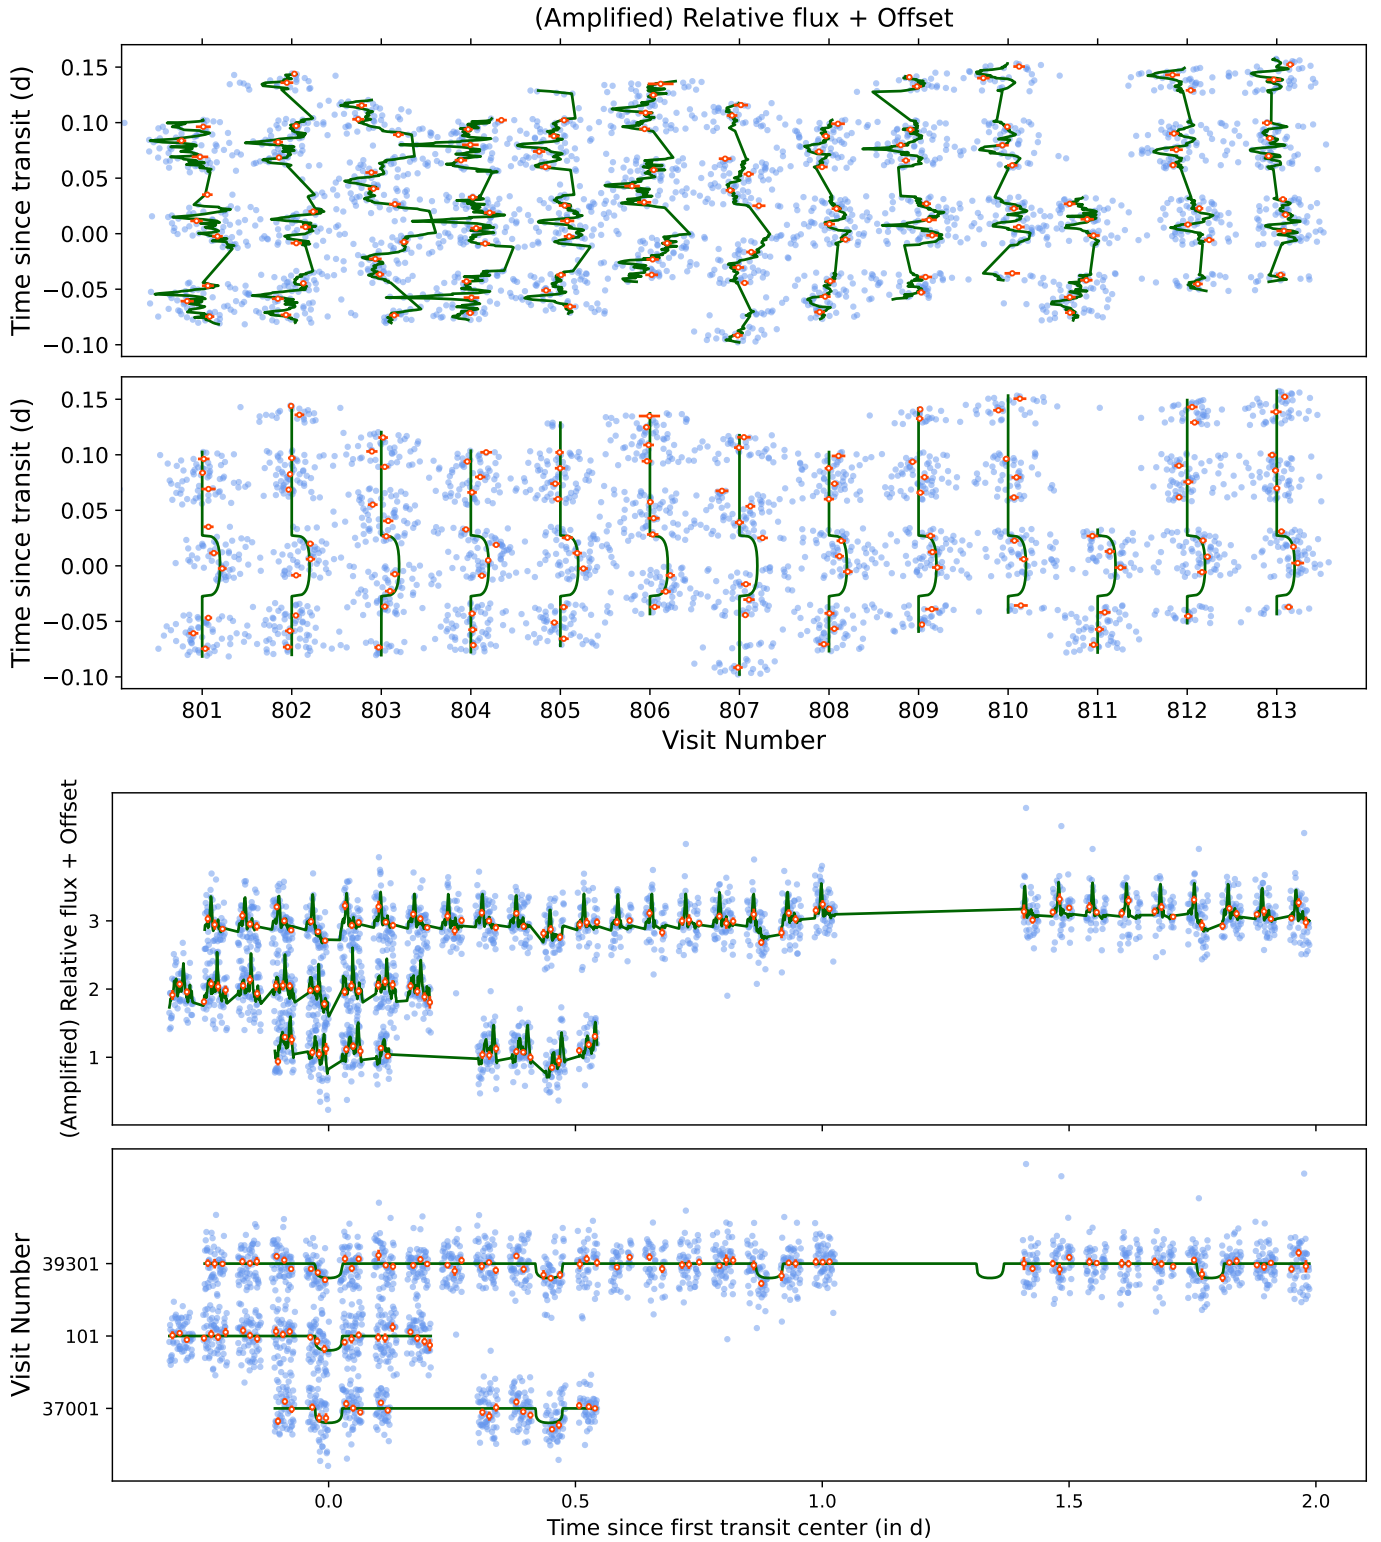 (Amplified) Relative flux + Offset
Time since transit (d)
0.15
0.10
0.05
0.00
−0.05
−0.10
Time since transit (d)
0.15
0.10
0.05
0.00
−0.05
−0.10
801 802 803 804 805 806 807 808 809 810 811 812 813
Visit Number
(Amplified) Relative flux + Offset
3
2
1
Visit Number
39301
101
37001
0.0 0.5 1.0 1.5 2.0
Time since first transit center (in d)